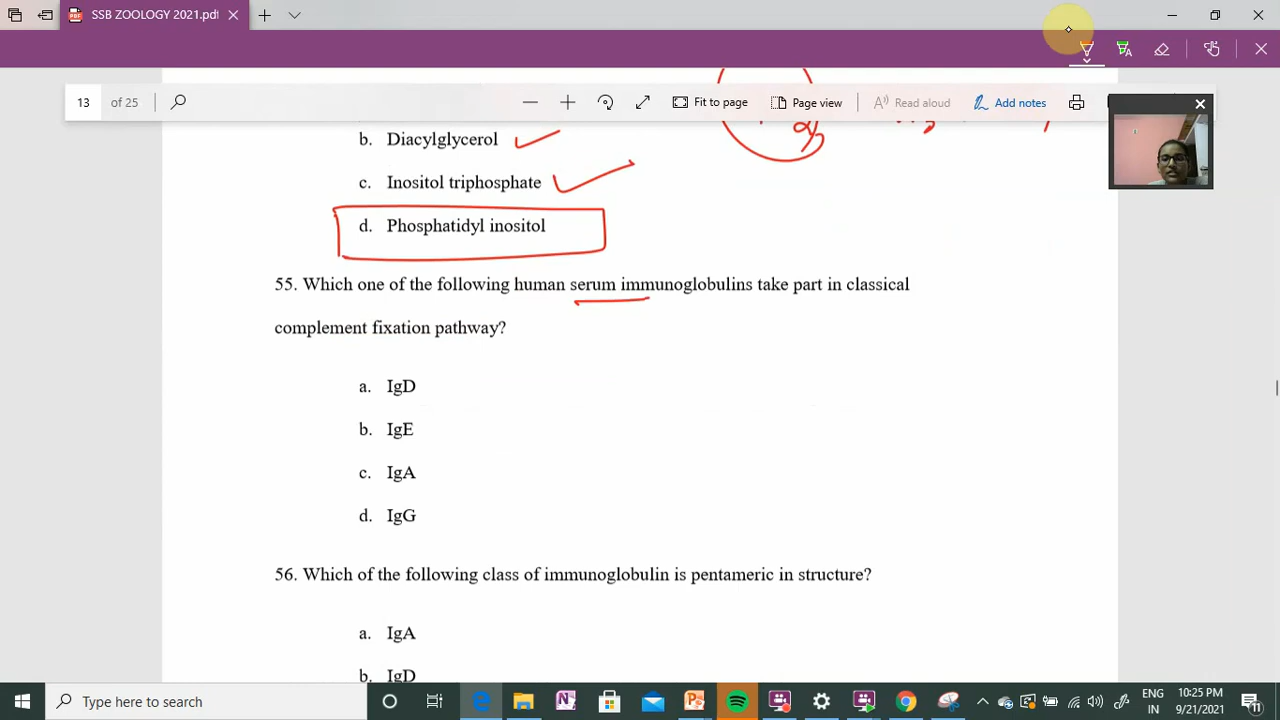 SSB ZOOLOGY 2021.pdf
13 of 25 Fit to page Page view Read aloud Add notes
b. Diacylglycerol
c. Inositol triphosphate
d. Phosphatidyl inositol
55. Which one of the following human serum immunoglobulins take part in classical
complement fixation pathway?
a. IgD
b. IgE
c. IgA
d. IgG
56. Which of the following class of immunoglobulin is pentameric in structure?
a. IgA
b. IgD
Type here to search
ENG 10:25 PM
IN 9/21/2021